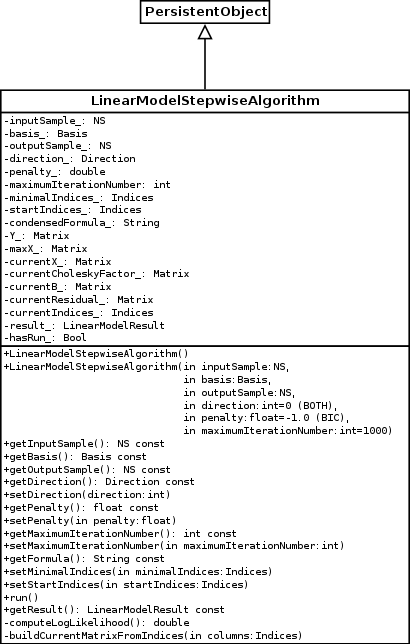 PersistentObject
LinearModelStepwiseAlgorithm
-inputSample_: NS
-basis_: Basis
-outputSample_: NS
-direction_: Direction
-penalty_: double
-maximumIterationNumber: int
-minimalIndices_: Indices
-startIndices_: Indices
-condensedFormula_: String
-Y_: Matrix
-maxX_: Matrix
-currentX_: Matrix
-currentCholeskyFactor_: Matrix
-currentB_: Matrix
-currentResidual_: Matrix
-currentIndices_: Indices
-result_: LinearModelResult
-hasRun_: Bool
+LinearModelStepwiseAlgorithm()
+LinearModelStepwiseAlgorithm(in inputSample:NS,
in basis:Basis,
in outputSample:NS,
in direction:int=0 (BOTH),
in penalty:float=-1.0 (BIC),
in maximumIterationNumber:int=1000)
+getInputSample(): NS const
+getBasis(): Basis const
+getOutputSample(): NS const
+getDirection(): Direction const
+setDirection(direction:int)
+getPenalty(): float const
+setPenalty(in penalty:float)
+getMaximumIterationNumber(): int const
+setMaximumIterationNumber(in maximumIterationNumber:int)
+getFormula(): String const
+setMinimalIndices(in minimalIndices:Indices)
+setStartIndices(in startIndices:Indices)
+run()
+getResult(): LinearModelResult const
-computeLogLikelihood(): double
-buildCurrentMatrixFromIndices(in columns:Indices)